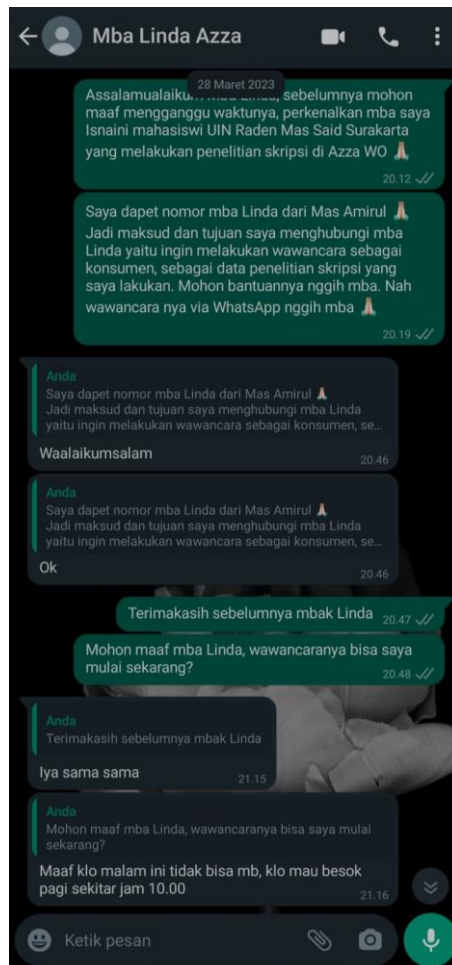 Mba Linda Azza
28 Maret 2023
Assalamualaikum Mba Linda, sebelumnya mohon
maaf mengganggu waktunya, perkenalkan mba saya
Isnaini mahasiswi UIN Raden Mas Said Surakarta
yang melakukan penelitian skripsi di Azza WO 🙏🏻
20.12
Saya dapet nomor mba Linda dari Mas Amirul 🙏🏻
Jadi maksud dan tujuan saya menghubungi mba
Linda yaitu ingin melakukan wawancara sebagai
konsumen, sebagai data penelitian skripsi yang
saya lakukan. Mohon bantuannya nggih mba. Nah
wawancara nya via WhatsApp nggih mba 🙏🏻
20.19
Anda
Saya dapet nomor mba Linda dari Mas Amirul 🙏🏻
Jadi maksud dan tujuan saya menghubungi mba Linda
yaitu ingin melakukan wawancara sebagai konsumen, se...
Waalaikumsalam
20.46
Anda
Saya dapet nomor mba Linda dari Mas Amirul 🙏🏻
Jadi maksud dan tujuan saya menghubungi mba Linda
yaitu ingin melakukan wawancara sebagai konsumen, se...
Ok
20.46
Terimakasih sebelumnya mbak Linda 20.47
Mohon maaf mba Linda, wawancaranya bisa saya
mulai sekarang?
20.48
Anda
Terimakasih sebelumnya mbak Linda
Iya sama sama
21.15
Anda
Mohon maaf mba Linda, wawancaranya bisa saya mulai
sekarang?
Maaf klo malam ini tidak bisa mb, klo mau besok
pagi sekitar jam 10.00
21.16
Ketik pesan